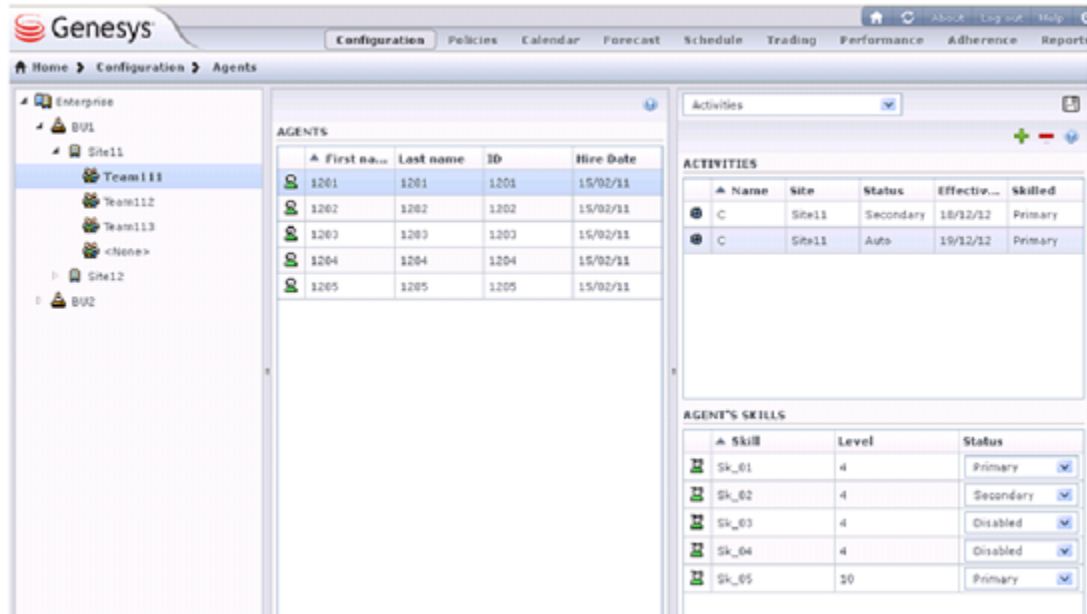 Genesys
About Log out Help
Configuration Policies Calendar Forecast Schedule Trading Performance Adherence Reports
Home > Configuration > Agents
Enterprise
BU1
Site11
Team111
Team112
Team113
<None>
Site12
BU2
AGENTS
First na... Last name ID Hire Date
1201 1201 1201 15/02/11
1202 1202 1202 15/02/11
1203 1203 1203 15/02/11
1204 1204 1204 15/02/11
1205 1205 1205 15/02/11
Activities
ACTIVITIES
Name Site Status Effectiv... Skilled
C Site11 Secondary 18/12/12 Primary
C Site11 Auto 19/12/12 Primary
AGENT'S SKILLS
Skill Level Status
Sk_01 4 Primary
Sk_02 4 Secondary
Sk_03 4 Disabled
Sk_04 4 Disabled
Sk_05 10 Primary